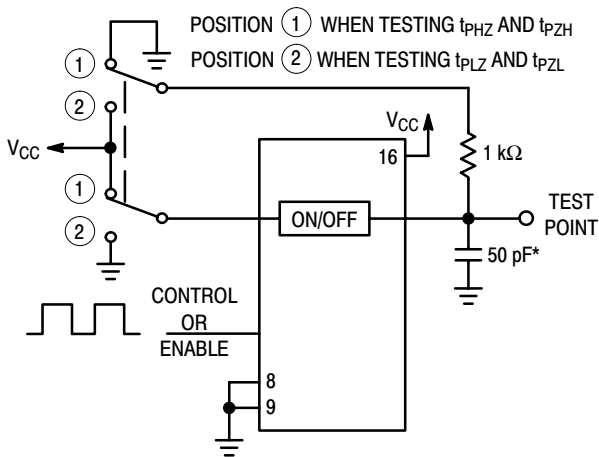 POSITION 1 WHEN TESTING tPHZ AND tPZH
POSITION 2 WHEN TESTING tPLZ AND tPZL
1
2
VCC
1
2
VCC
16
1 kΩ
ON/OFF
TEST
POINT
50 pF*
CONTROL
OR
ENABLE
8
9